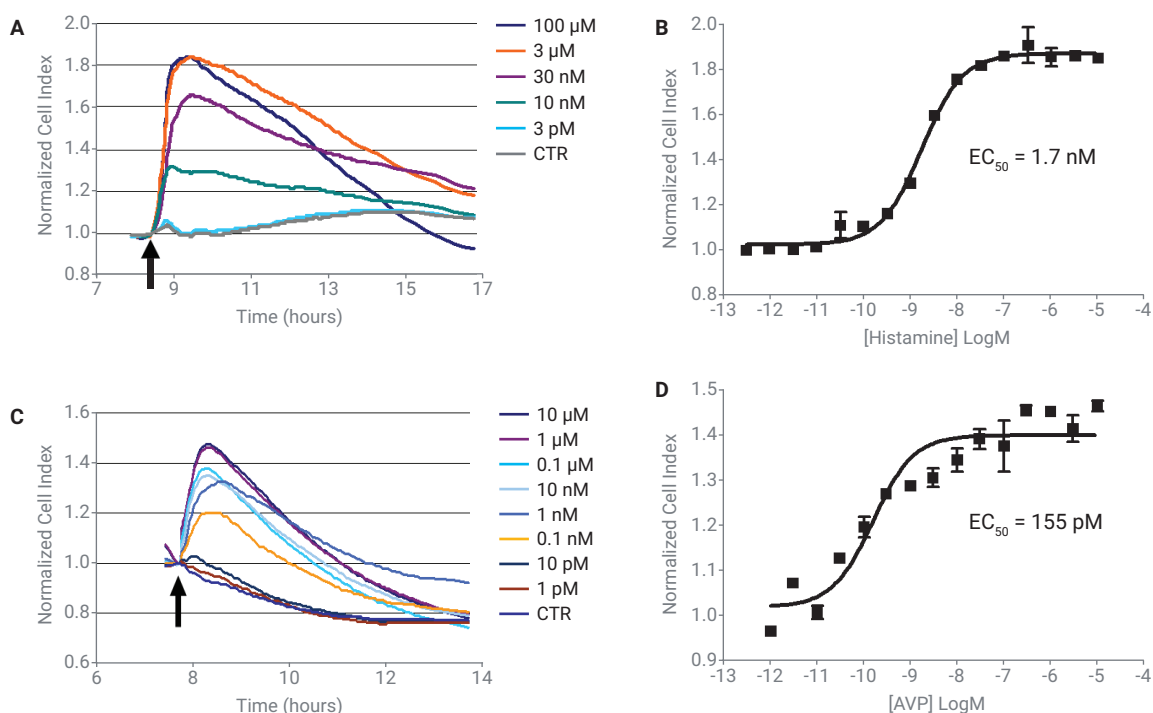 A
Normalized Cell Index
2.0
1.8
1.6
1.4
1.2
1.0
0.8
7
9
11
13
15
17
Time (hours)
100 µM
3 µM
30 nM
10 nM
3 pM
CTR
B
Normalized Cell Index
2.0
1.8
1.6
1.4
1.2
1.0
0.8
EC50 = 1.7 nM
-13
-12
-11
-10
-9
-8
-7
-6
-5
-4
[Histamine] LogM
C
Normalized Cell Index
1.6
1.4
1.2
1.0
0.8
0.6
6
8
10
12
14
Time (hours)
10 µM
1 µM
0.1 µM
10 nM
1 nM
0.1 nM
10 pM
1 pM
CTR
D
Normalized Cell Index
1.5
1.4
1.3
1.2
1.1
1.0
0.9
EC50 = 155 pM
-13
-12
-11
-10
-9
-8
-7
-6
-5
-4
[AVP] LogM